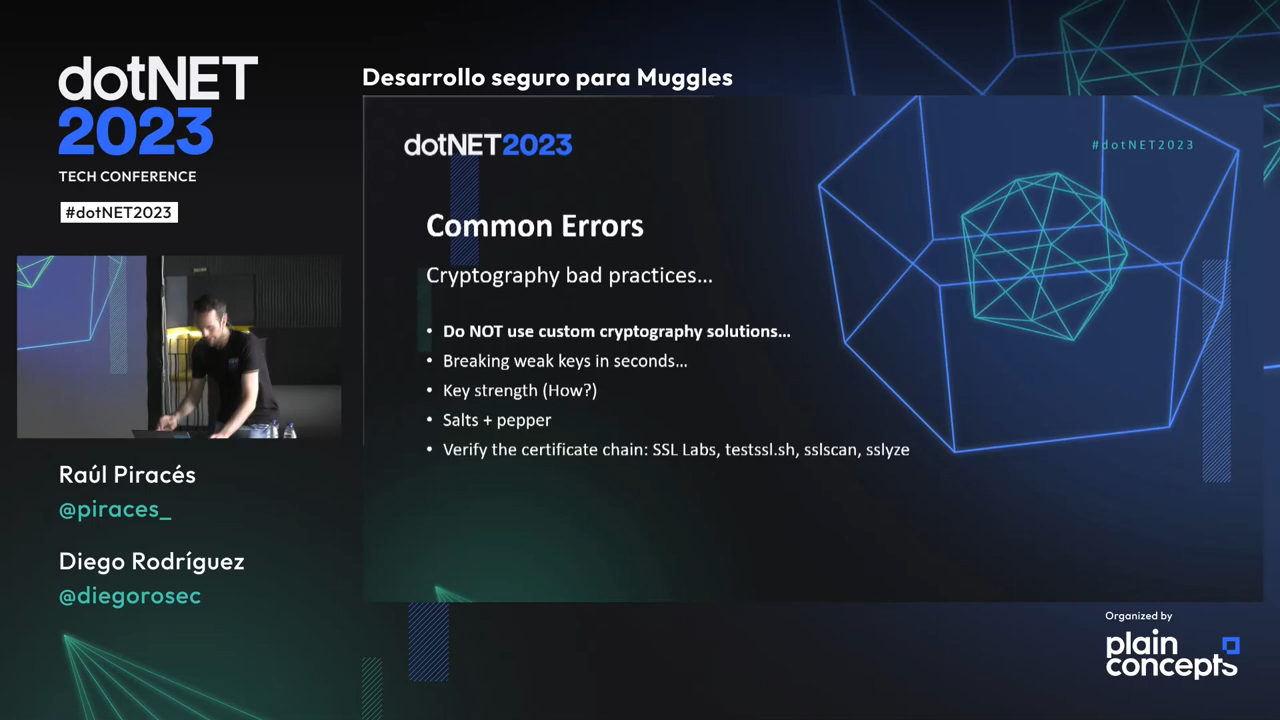 dotNET
2023
TECH CONFERENCE
#dotNET2023
Desarrollo seguro para Muggles
dotNET2023
#dotNET2023
Common Errors
Cryptography bad practices...
• Do NOT use custom cryptography solutions...
• Breaking weak keys in seconds...
• Key strength (How?)
• Salts + pepper
• Verify the certificate chain: SSL Labs, testssl.sh, sslscan, sslyze
Raúl Piracés
@piraces_
Diego Rodríguez
@diegorosec
Organized by
plain
concepts